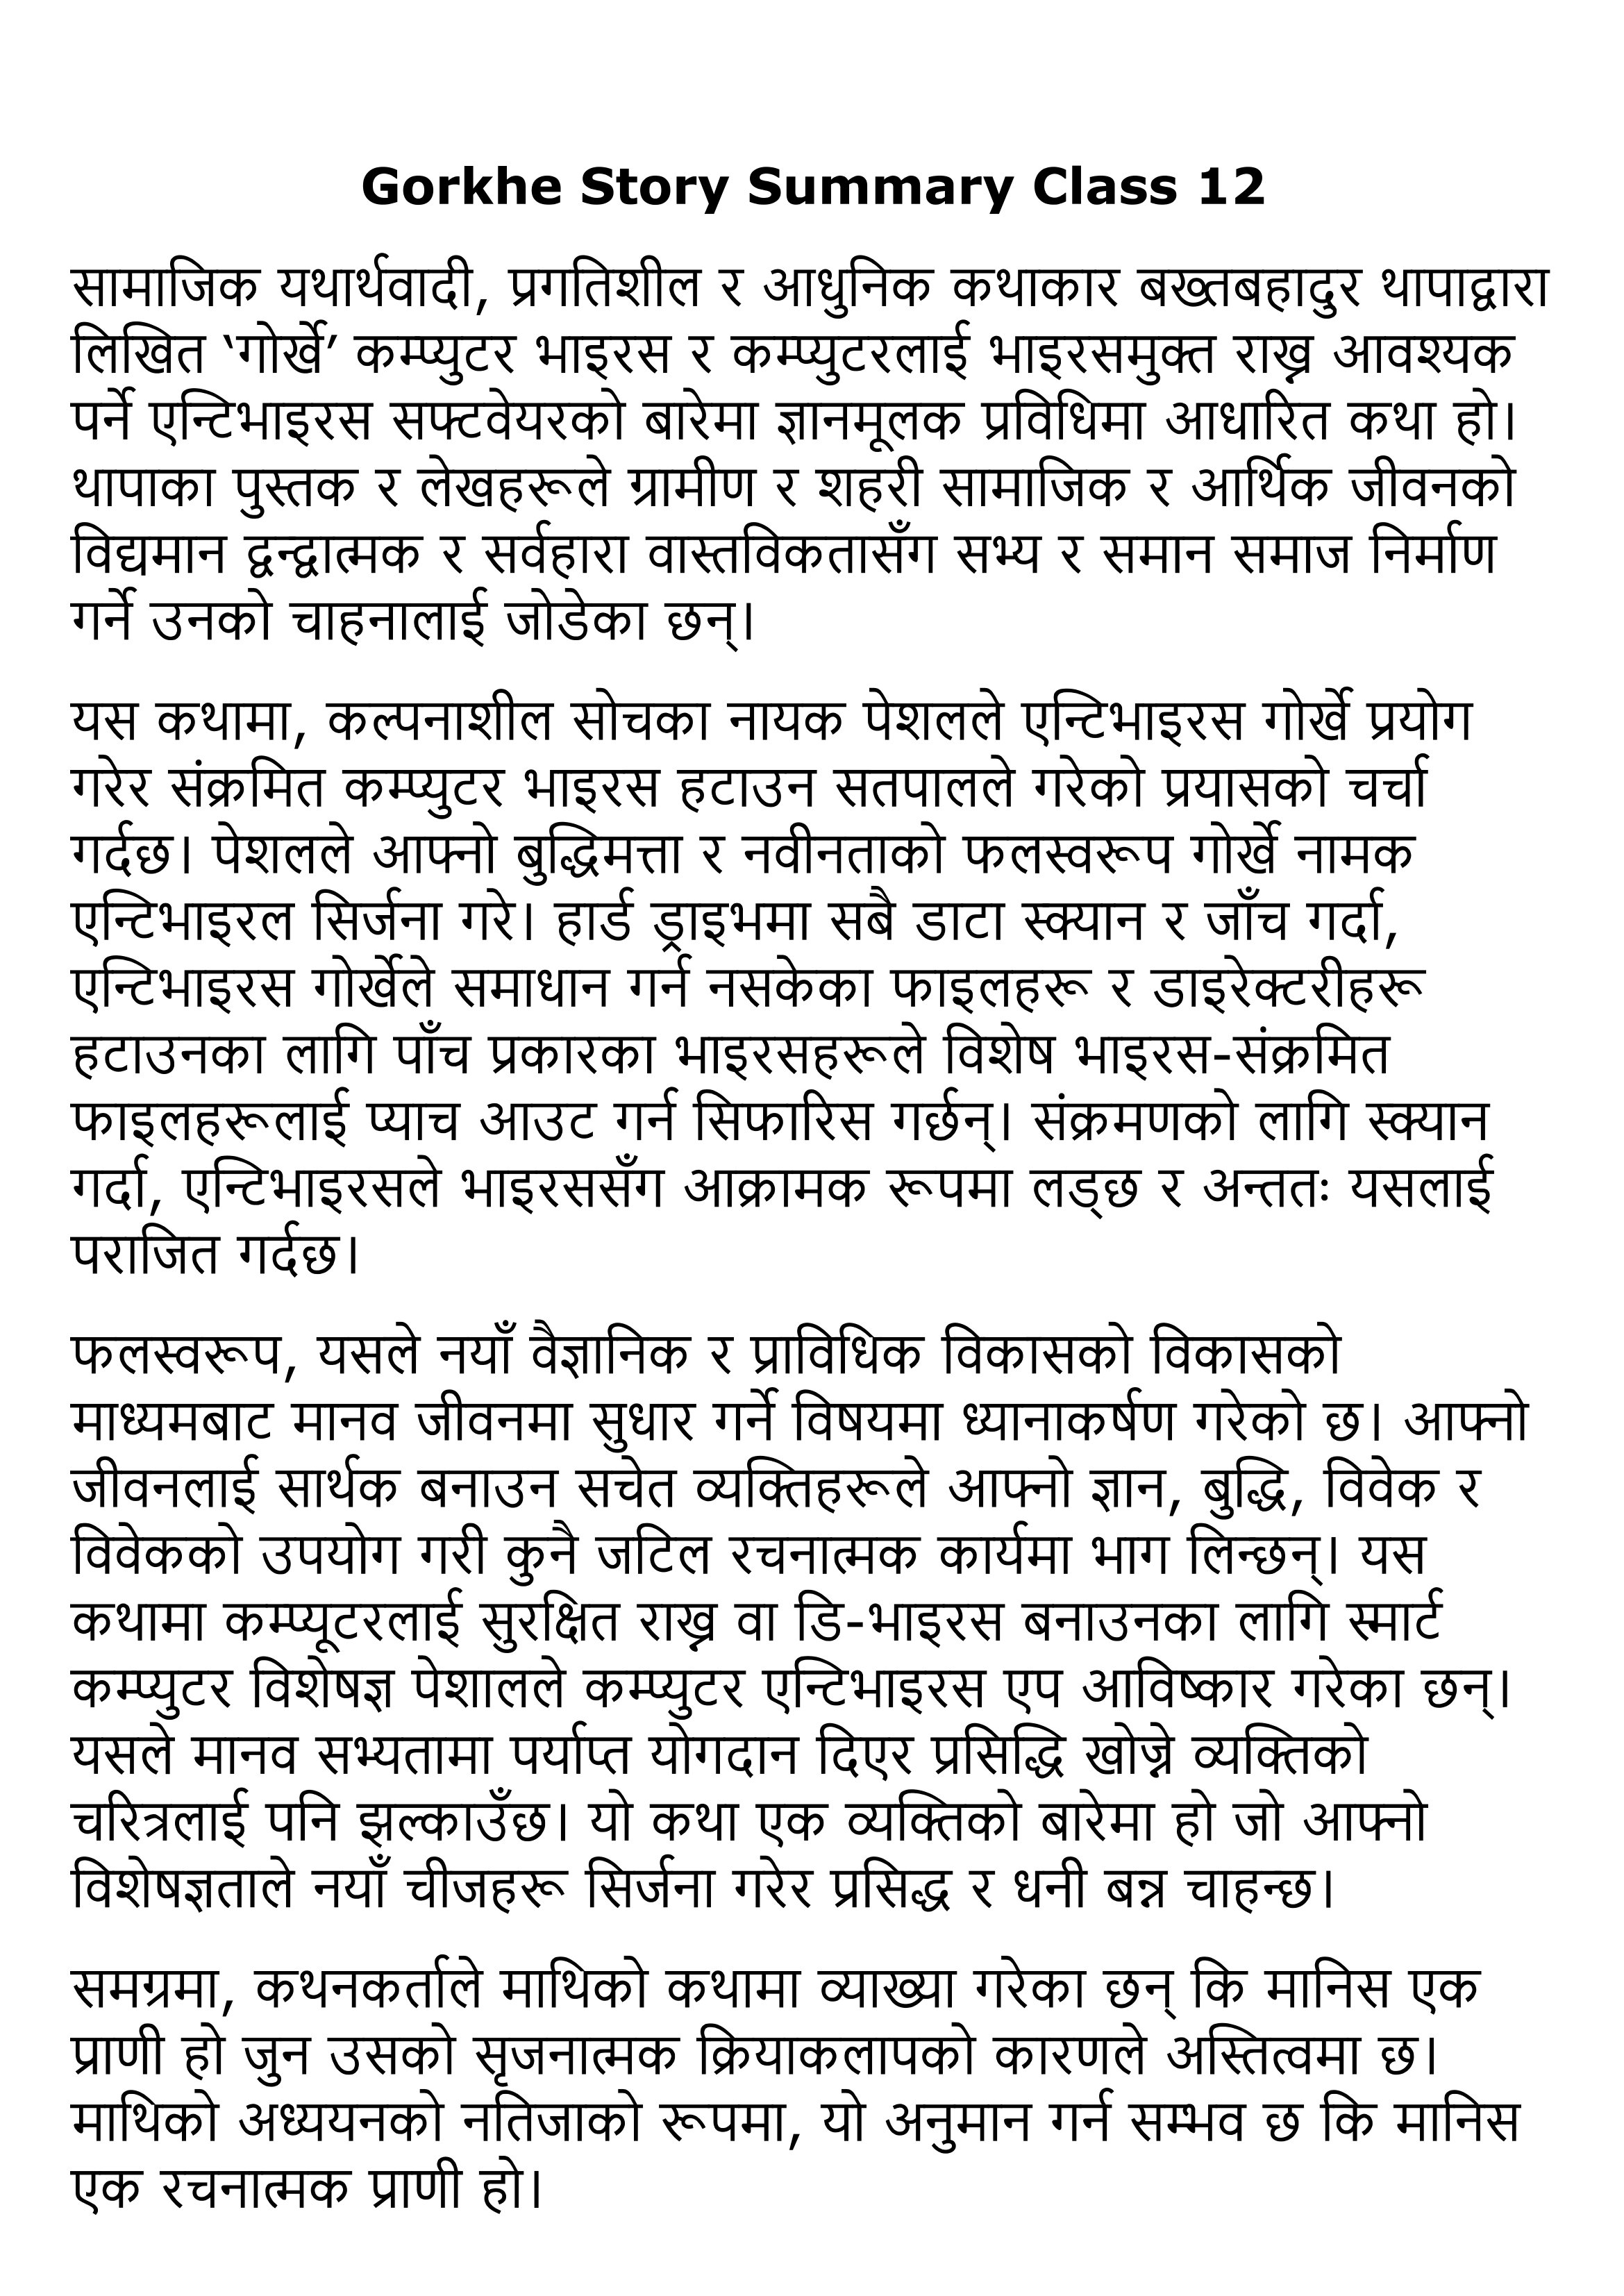 Gorkhe Story Summary Class 12
सामाजिक यथार्थवादी, प्रगतिशील र आधुनिक कथाकार बख्तबहादुर थापाद्वारा
लिखित ‘गोर्खे’ कम्प्युटर भाइरस र कम्प्युटरलाई भाइरसमुक्त राख्न आवश्यक
पर्ने एन्टिभाइरस सफ्टवेयरको बारेमा ज्ञानमूलक प्रविधिमा आधारित कथा हो।
थापाका पुस्तक र लेखहरूले ग्रामीण र शहरी सामाजिक र आर्थिक जीवनको
विद्यमान द्वन्द्वात्मक र सर्वहारा वास्तविकतासँग सभ्य र समान समाज निर्माण
गर्ने उनको चाहनालाई जोडेका छन्।
यस कथामा, कल्पनाशील सोचका नायक पेशलले एन्टिभाइरस गोर्खे प्रयोग
गरेर संक्रमित कम्प्युटर भाइरस हटाउन सतपालले गरेको प्रयासको चर्चा
गर्दछ। पेशलले आफ्नो बुद्धिमत्ता र नवीनताको फलस्वरूप गोर्खे नामक
एन्टिभाइरल सिर्जना गरे। हार्ड ड्राइभमा सबै डाटा स्क्यान र जाँच गर्दा,
एन्टिभाइरस गोर्खेले समाधान गर्न नसकेका फाइलहरू र डाइरेक्टरीहरू
हटाउनका लागि पाँच प्रकारका भाइरसहरूले विशेष भाइरस-संक्रमित
फाइलहरूलाई प्याच आउट गर्न सिफारिस गर्छन्। संक्रमणको लागि स्क्यान
गर्दा, एन्टिभाइरसले भाइरससँग आक्रामक रूपमा लड्छ र अन्ततः यसलाई
पराजित गर्दछ।
फलस्वरूप, यसले नयाँ वैज्ञानिक र प्राविधिक विकासको विकासको
माध्यमबाट मानव जीवनमा सुधार गर्ने विषयमा ध्यानाकर्षण गरेको छ। आफ्नो
जीवनलाई सार्थक बनाउन सचेत व्यक्तिहरूले आफ्नो ज्ञान, बुद्धि, विवेक र
विवेकको उपयोग गरी कुनै जटिल रचनात्मक कार्यमा भाग लिन्छन्। यस
कथामा कम्प्यूटरलाई सुरक्षित राख्न वा डि-भाइरस बनाउनका लागि स्मार्ट
कम्प्युटर विशेषज्ञ पेशालले कम्प्युटर एन्टिभाइरस एप आविष्कार गरेका छन्।
यसले मानव सभ्यतामा पर्याप्त योगदान दिएर प्रसिद्धि खोज्ने व्यक्तिको
चरित्रलाई पनि झल्काउँछ। यो कथा एक व्यक्तिको बारेमा हो जो आफ्नो
विशेषज्ञताले नयाँ चीजहरू सिर्जना गरेर प्रसिद्ध र धनी बन्न चाहन्छ।
समग्रमा, कथनकर्ताले माथिको कथामा व्याख्या गरेका छन् कि मानिस एक
प्राणी हो जुन उसको सृजनात्मक क्रियाकलापको कारणले अस्तित्वमा छ।
माथिको अध्ययनको नतिजाको रूपमा, यो अनुमान गर्न सम्भव छ कि मानिस
एक रचनात्मक प्राणी हो।